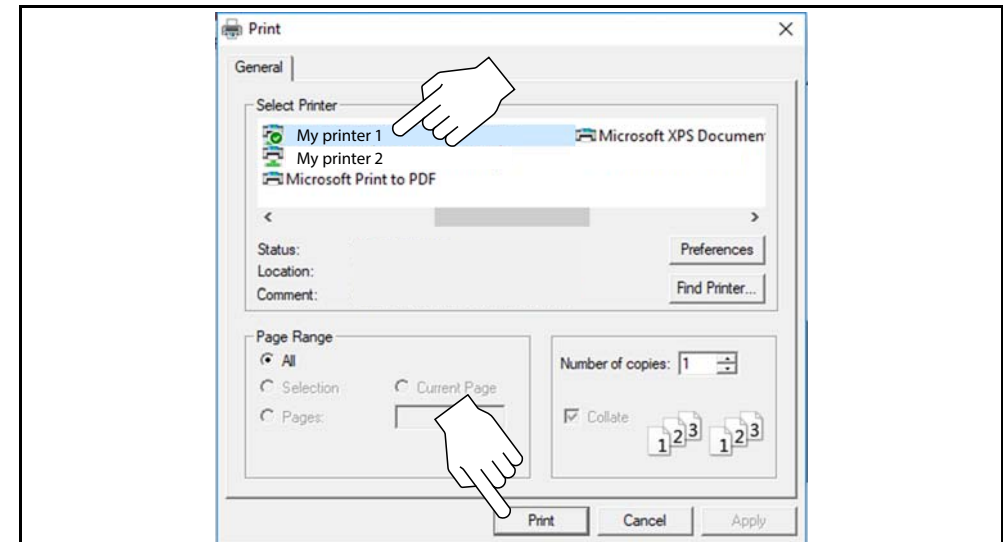 Print
General
Select Printer
My printer 1
Microsoft XPS Documen
My printer 2
Microsoft Print to PDF
Status:
Preferences
Location:
Comment:
Find Printer...
Page Range
All
Number of copies: 1
Selection
Current Page
Pages:
Collate
1 2 3 1 2 3
Print
Cancel
Apply